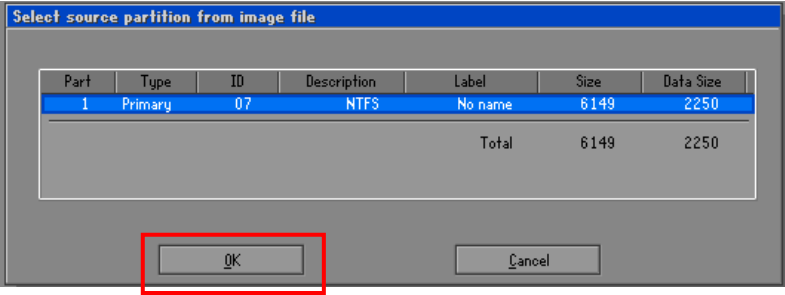 Select source partition from image file
Part Type ID Description Label Size Data Size
1 Primary 07 NTFS No name 6149 2250
Total 6149 2250
OK Cancel